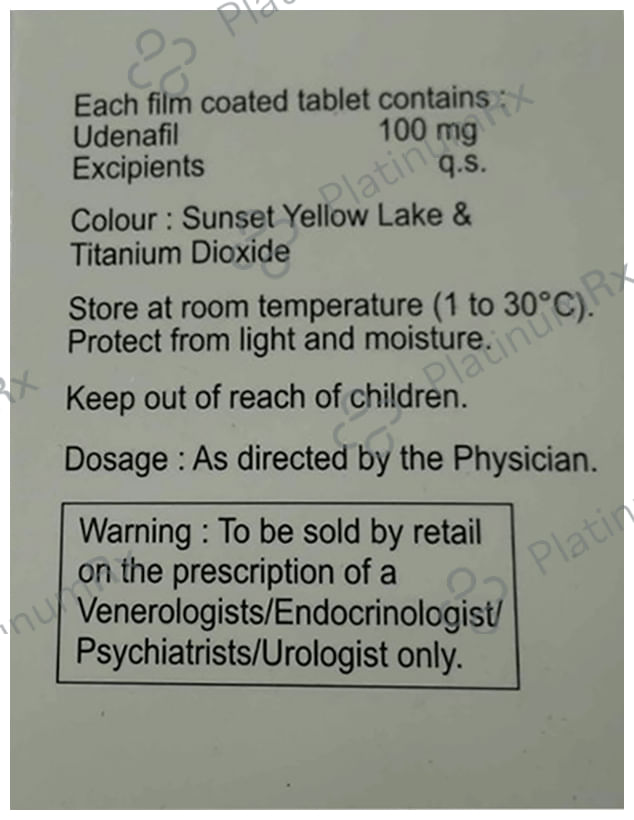 Each film coated tablet contains :
Udenafil 100 mg
Excipients q.s.
Colour : Sunset Yellow Lake &
Titanium Dioxide
Store at room temperature (1 to 30°C).
Protect from light and moisture.
Keep out of reach of children.
Dosage : As directed by the Physician.
Warning : To be sold by retail
on the prescription of a
Venerologists/Endocrinologist/
Psychiatrists/Urologist only.
PlatinumRx
PlatinumRx